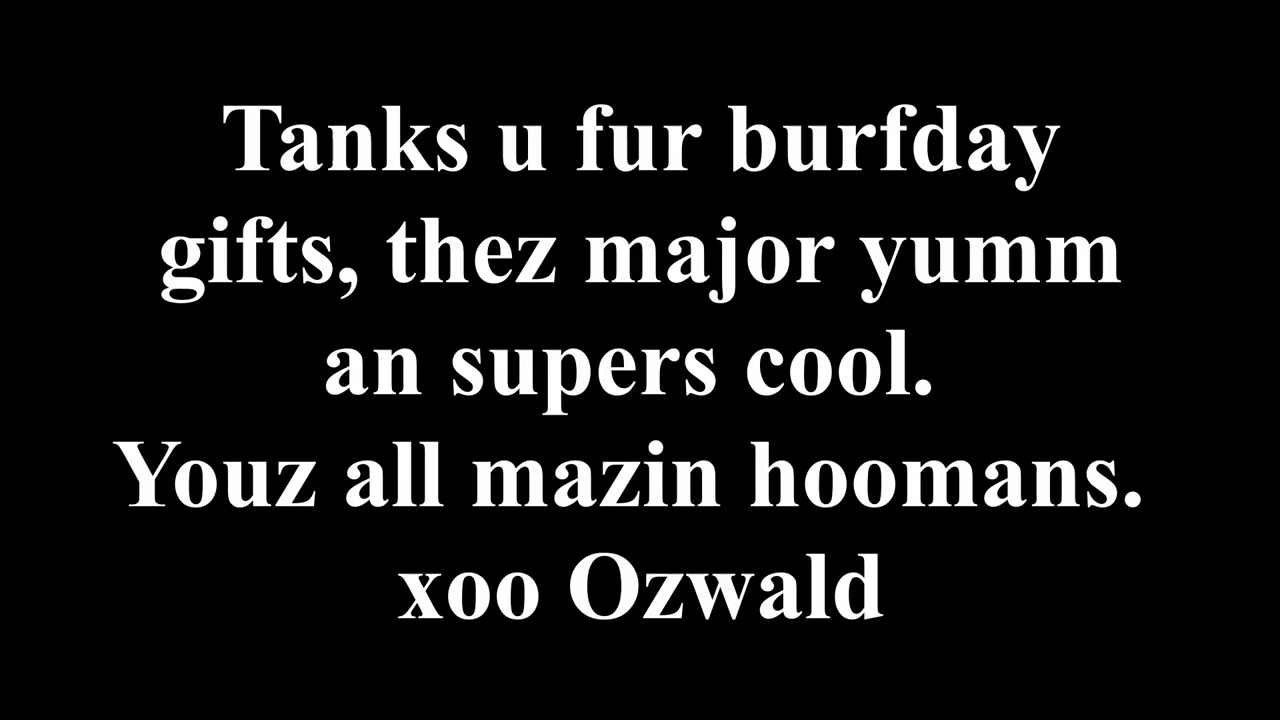 Tanks u fur burfday
gifts, thez major yumm
an supers cool.
Youz all mazin hoomans.
xoo Ozwald